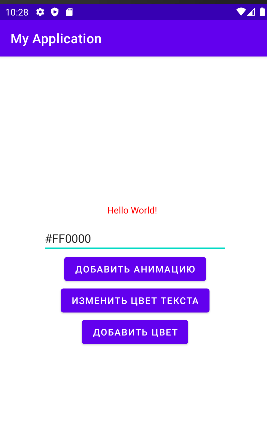 10:28
My Application
Hello World!
#FF0000
ДОБАВИТЬ АНИМАЦИЮ
ИЗМЕНИТЬ ЦВЕТ ТЕКСТА
ДОБАВИТЬ ЦВЕТ